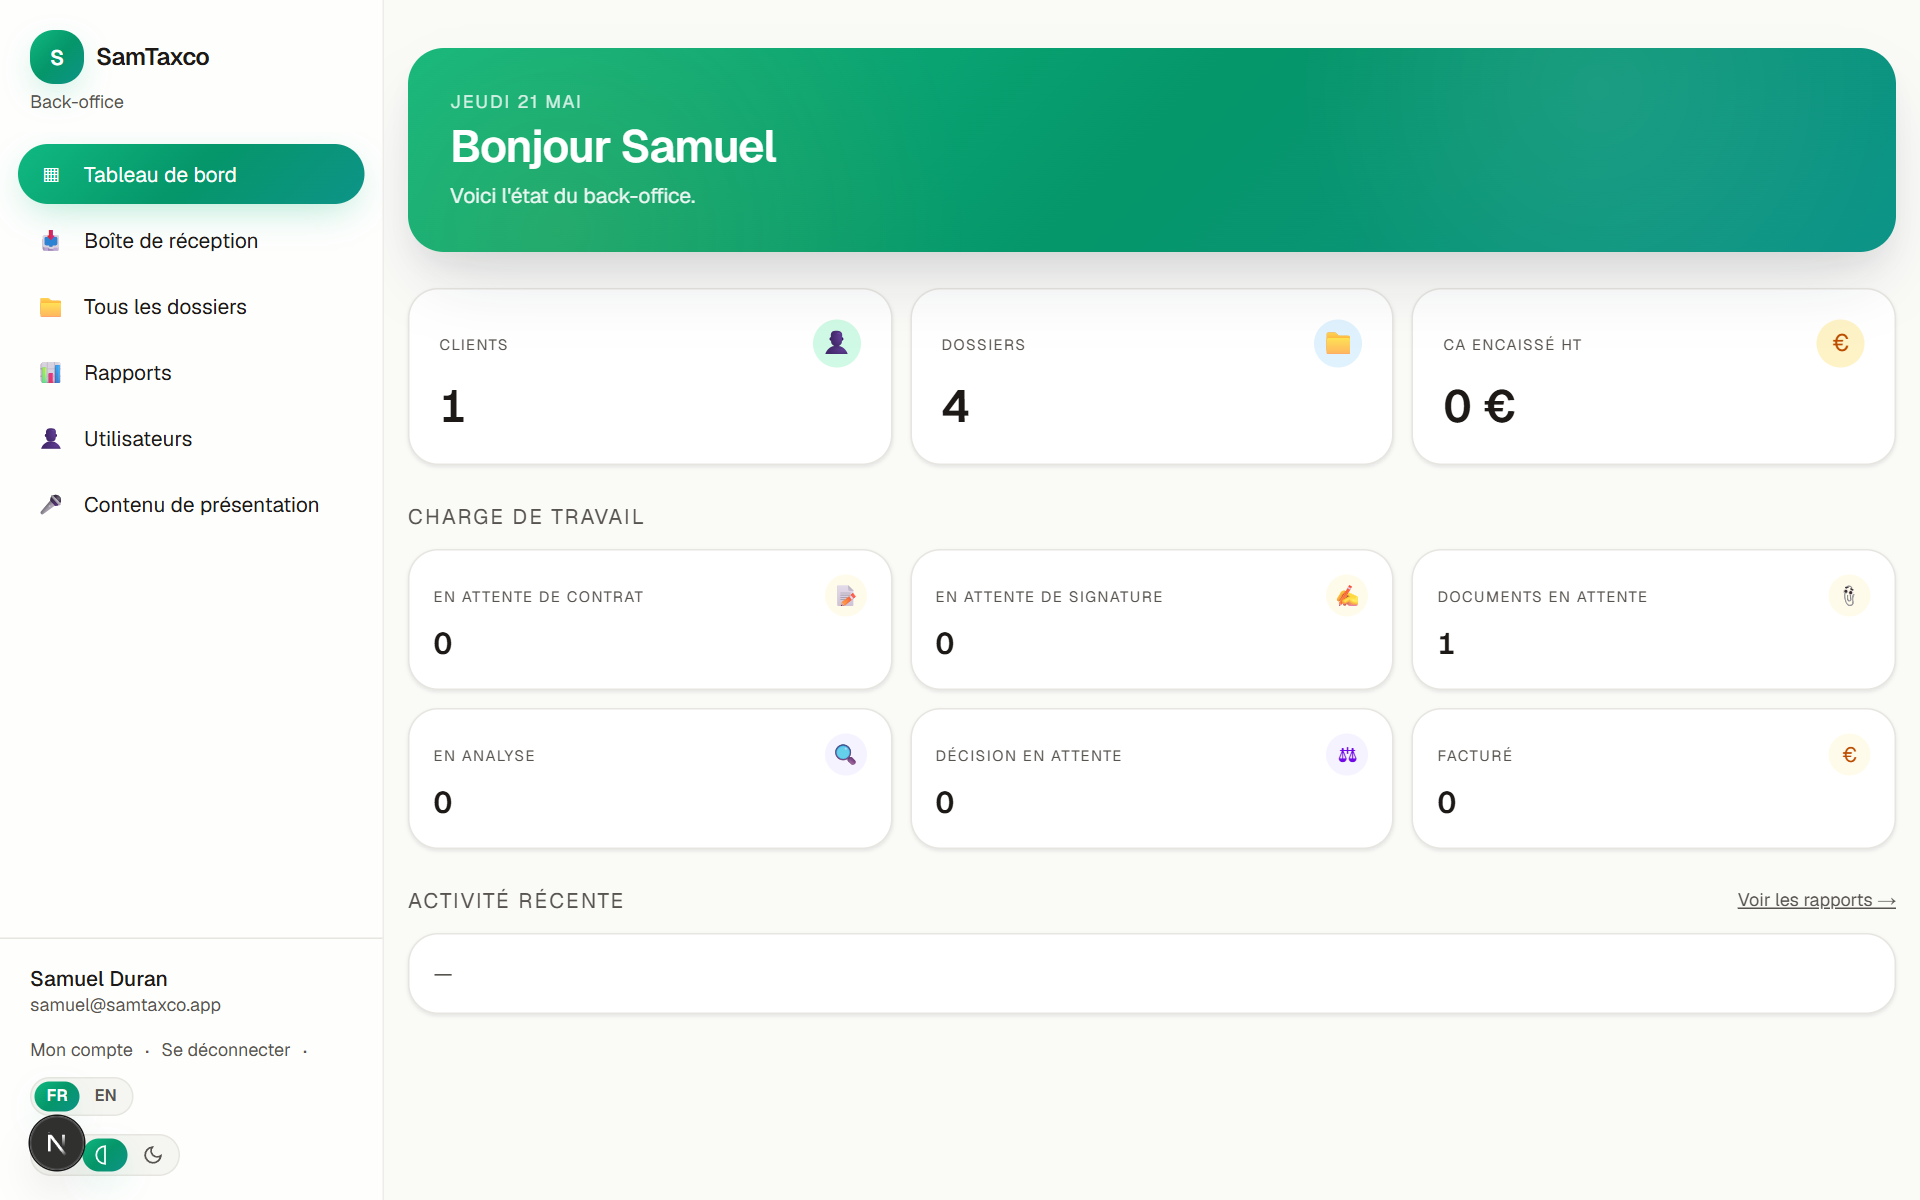 S SamTaxco
Back-office
Tableau de bord
Boîte de réception
Tous les dossiers
Rapports
Utilisateurs
Contenu de présentation
Samuel Duran
samuel@samtaxco.app
Mon compte · Se déconnecter ·
FR EN
N
JEUDI 21 MAI
Bonjour Samuel
Voici l'état du back-office.
CLIENTS
1
DOSSIERS
4
CA ENCAISSÉ HT €
0 €
CHARGE DE TRAVAIL
EN ATTENTE DE CONTRAT
0
EN ATTENTE DE SIGNATURE
0
DOCUMENTS EN ATTENTE
1
EN ANALYSE
0
DÉCISION EN ATTENTE
0
FACTURÉ €
0
ACTIVITÉ RÉCENTE
Voir les rapports →
—